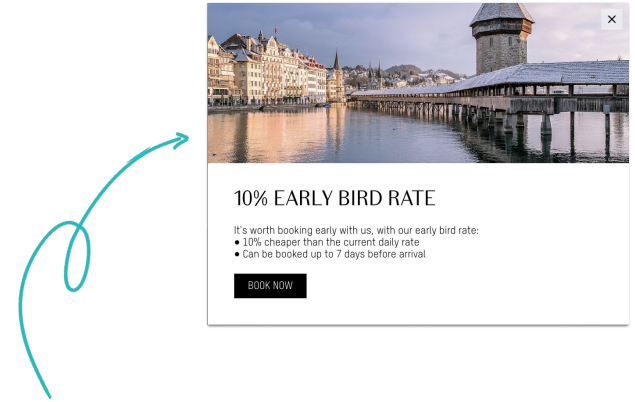 10% EARLY BIRD RATE
It's worth booking early with us, with our early bird rate:
● 10% cheaper than the current daily rate
● Can be booked up to 7 days before arrival
BOOK NOW